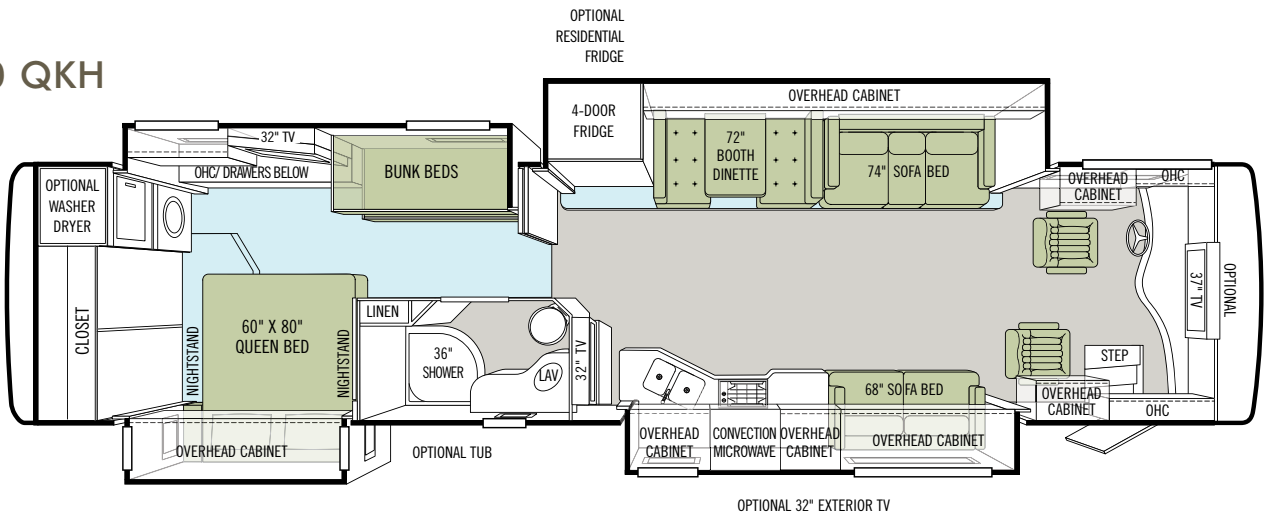 OPTIONAL
RESIDENTIAL
FRIDGE
QKH
OVERHEAD CABINET
4-DOOR
FRIDGE
32" TV
72"
BOOTH
DINETTE
OHC/ DRAWERS BELOW
BUNK BEDS
74" SOFA BED
OVERHEAD
CABINET
OHC
OPTIONAL
WASHER
DRYER
37" TV
OPTIONAL
CLOSET
NIGHTSTAND
60" X 80"
QUEEN BED
NIGHTSTAND
LINEN
36"
SHOWER
LAV
32" TV
STEP
68" SOFA BED
OVERHEAD
CABINET
OHC
OVERHEAD CABINET
OPTIONAL TUB
OVERHEAD
CABINET
CONVECTION
MICROWAVE
OVERHEAD
CABINET
OVERHEAD CABINET
OPTIONAL 32" EXTERIOR TV